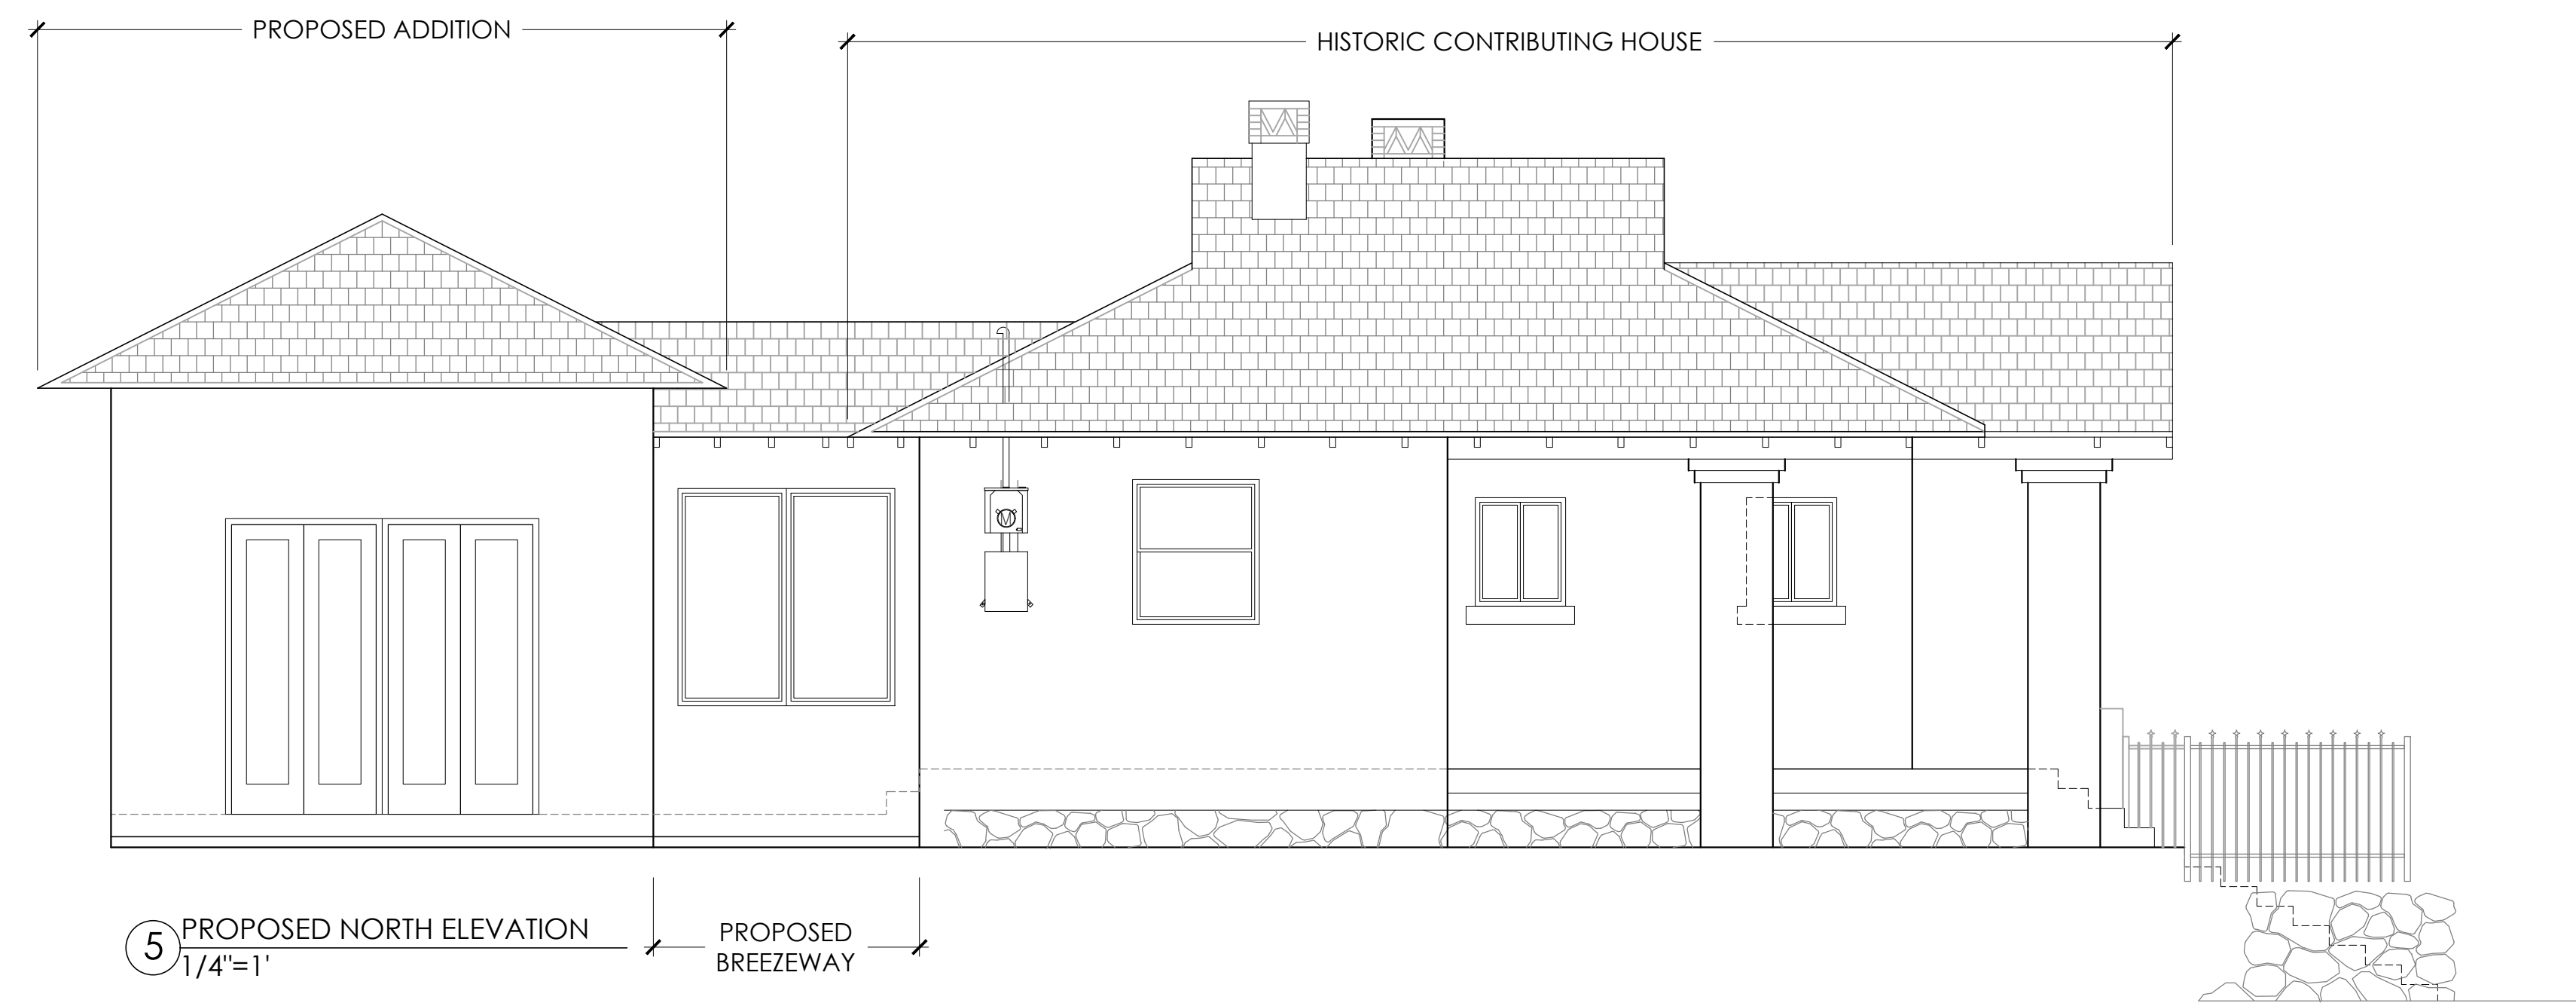 PROPOSED ADDITION
HISTORIC CONTRIBUTING HOUSE
M
5
PROPOSED NORTH ELEVATION
1/4"=1'
PROPOSED
BREEZEWAY